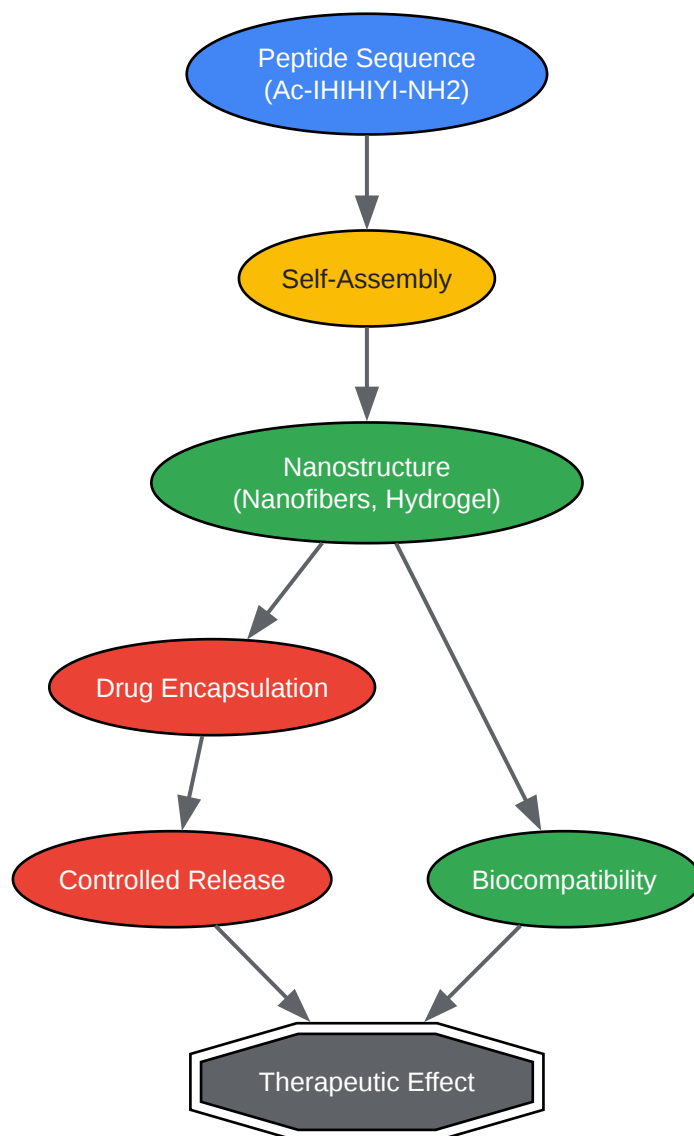 Peptide Sequence
(Ac-IHIHIYI-NH2)
Self-Assembly
Nanostructure
(Nanofibers, Hydrogel)
Drug Encapsulation
Controlled Release
Biocompatibility
Therapeutic Effect